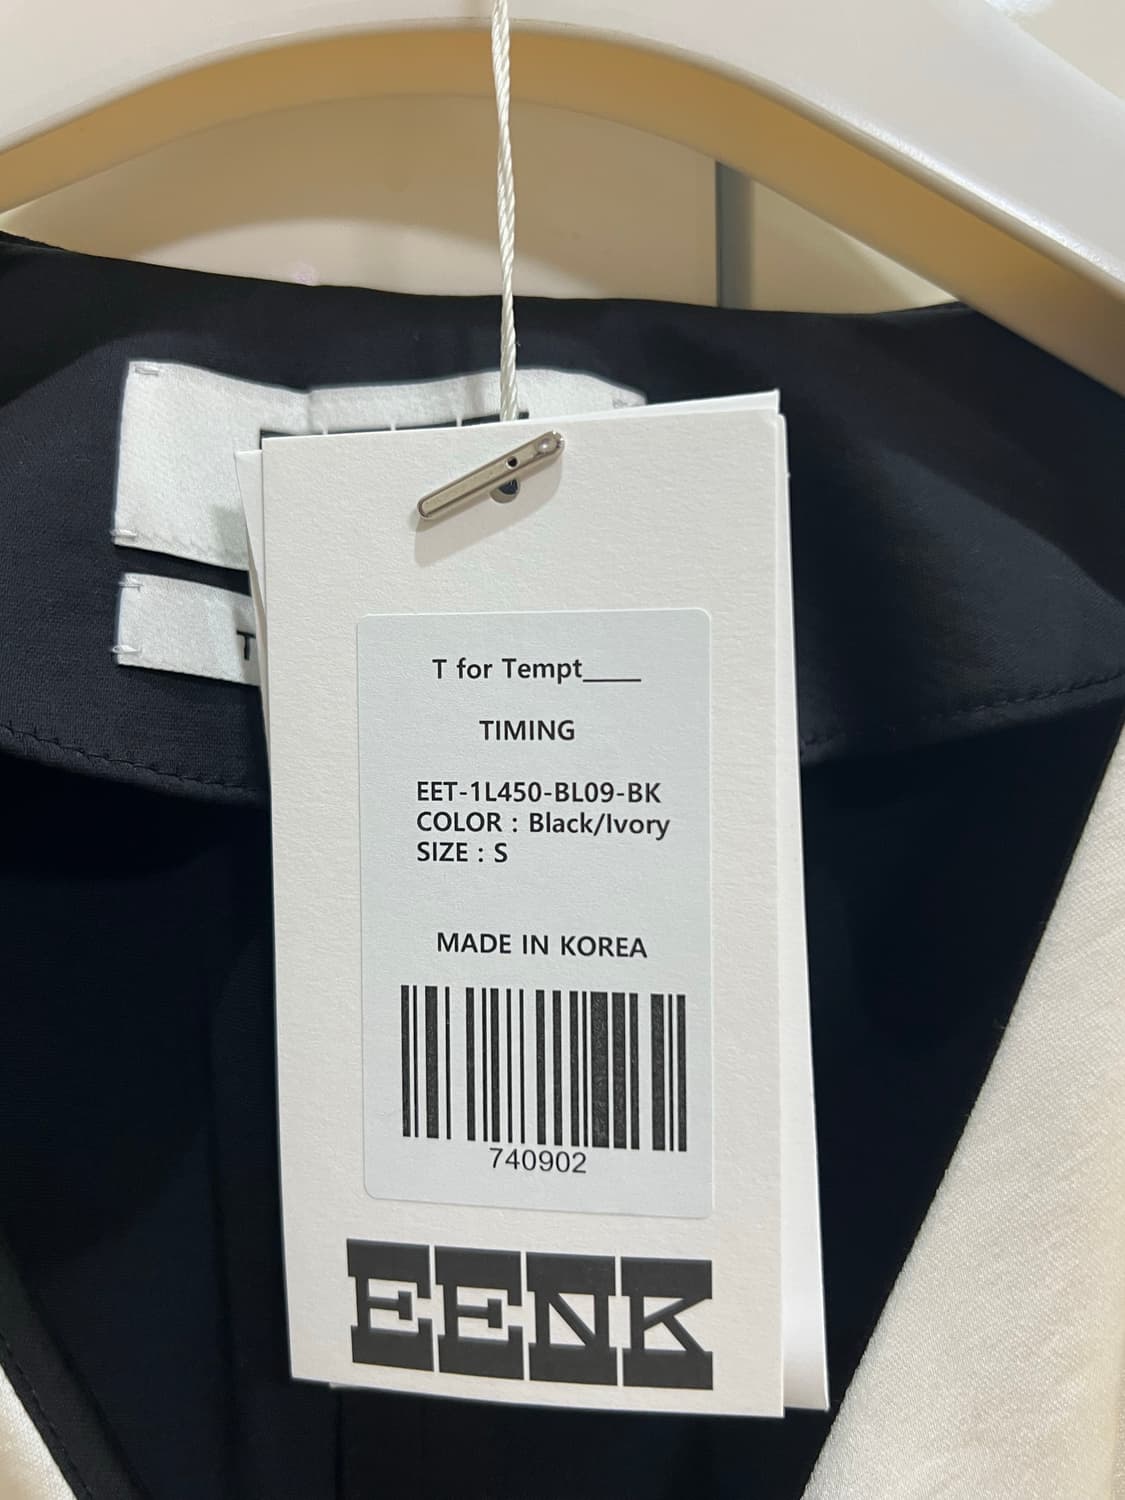 T
T for Tempt____
TIMING
EET-1L450-BL09-BK
COLOR : Black/Ivory
SIZE : S
MADE IN KOREA
740902
EENK